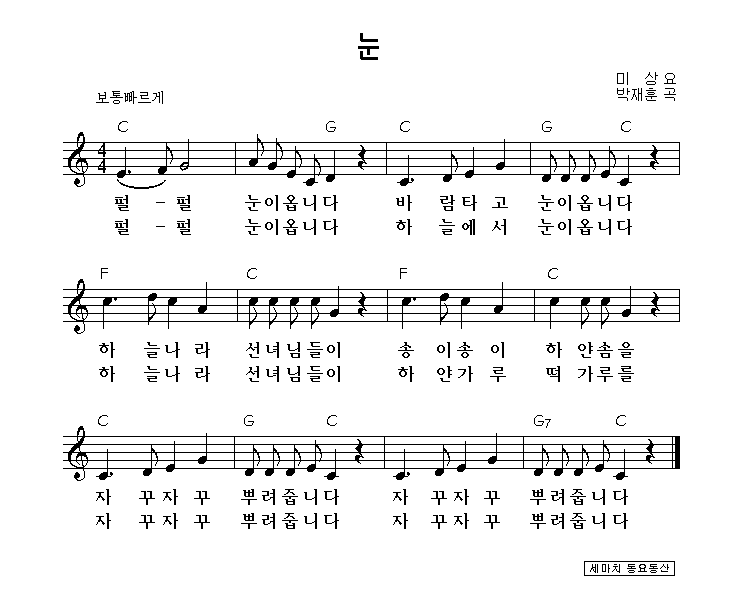 눈
미 상 요
보통빠르게
박재훈 곡
C G C G C
4
4
펄 - 펄 눈이옵니다 바 람타 고 눈이옵니다
펄 - 펄 눈이옵니다 하 늘에 서 눈이옵니다
F C F C
하 늘나 라 선녀님들이 송 이송 이 하 얀솜을
하 늘나 라 선녀님들이 하 얀가 루 떡 가루를
C G C G7 C
자 꾸자 꾸 뿌려줍니다 자 꾸자 꾸 뿌려줍니다
자 꾸자 꾸 뿌려줍니다 자 꾸자 꾸 뿌려줍니다
세마치 동요동산